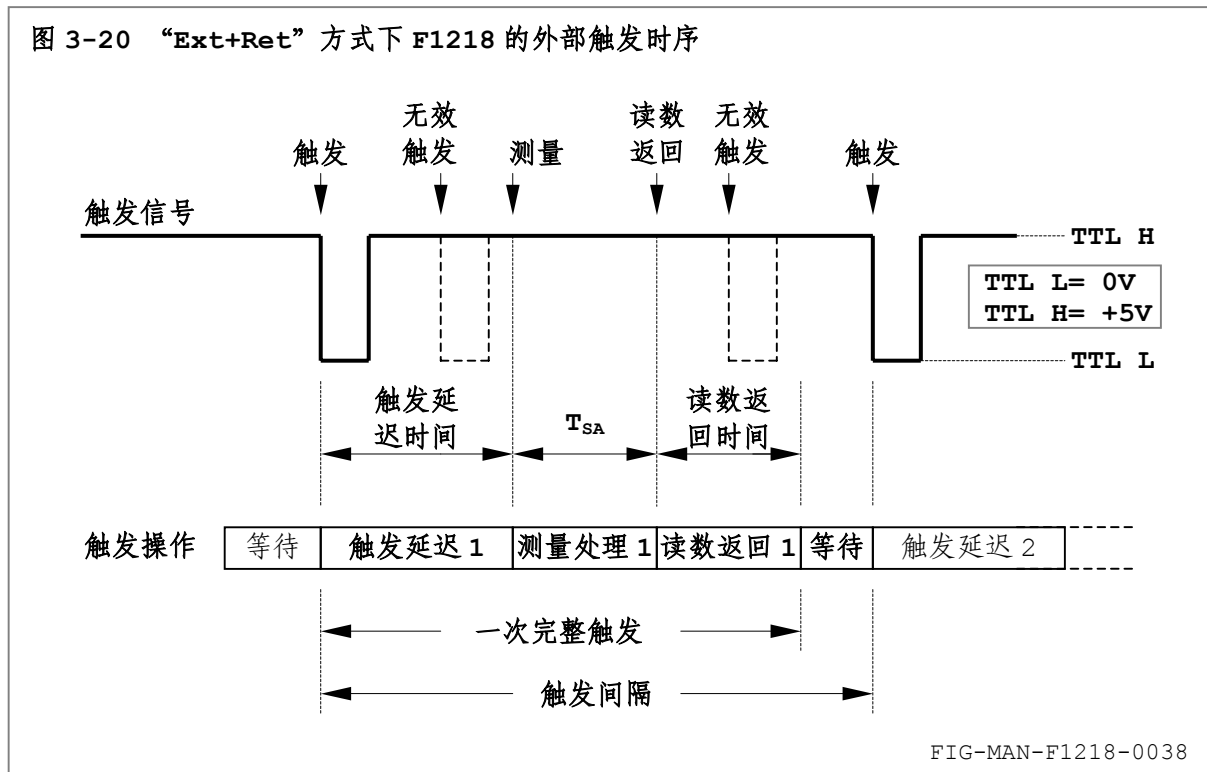 图 3-20 “Ext+Ret”方式下 F1218 的外部触发时序
触发
无效
触发
测量
读数
返回
无效
触发
触发
触发信号
TTL H
TTL L= 0V
TTL H= +5V
TTL L
触发延
迟时间
TSA
读数返
回时间
触发操作
等待
触发延迟 1
测量处理 1
读数返回 1
等待
触发延迟 2
一次完整触发
触发间隔
FIG-MAN-F1218-0038